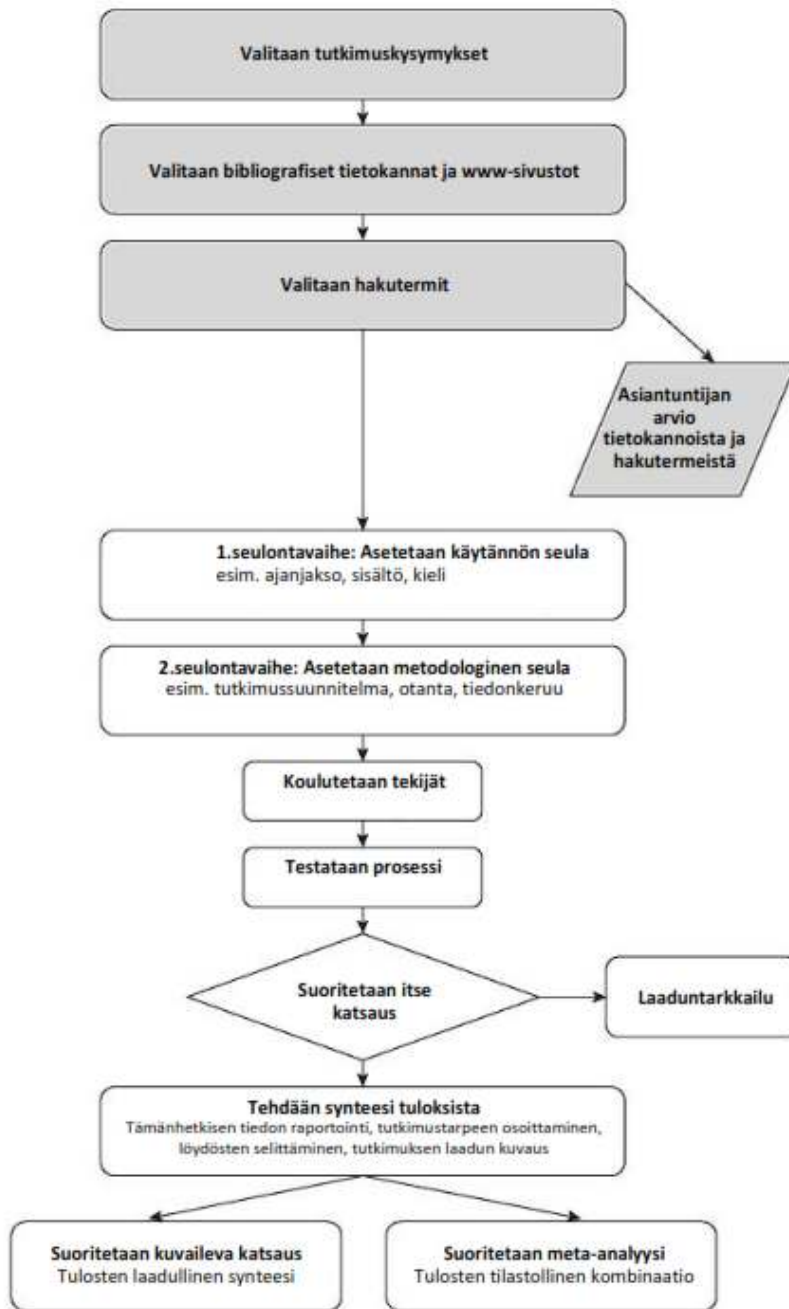 Valitaan tutkimuskysymykset
Valitaan bibliografiset tietokannat ja www-sivustot
Valitaan hakutermit
Asiantuntijan
arvio
tietokannoista ja
hakutermeistä
1.seulontavaihe: Asetetaan käytännön seula
esim. ajanjakso, sisältö, kieli
2.seulontavaihe: Asetetaan metodologinen seula
esim. tutkimussuunnitelma, otanta, tiedonkeruu
Koulutetaan tekijät
Testataan prosessi
Suoritetaan itse
katsaus
Laaduntarkkailu
Tehdään synteesi tuloksista
Tämänhetkisen tiedon raportointi, tutkimustarpeen osoittaminen,
löydösten selittäminen, tutkimuksen laadun kuvaus
Suoritetaan kuvaileva katsaus
Tulosten laadullinen synteesi
Suoritetaan meta-analyysi
Tulosten tilastollinen kombinaatio